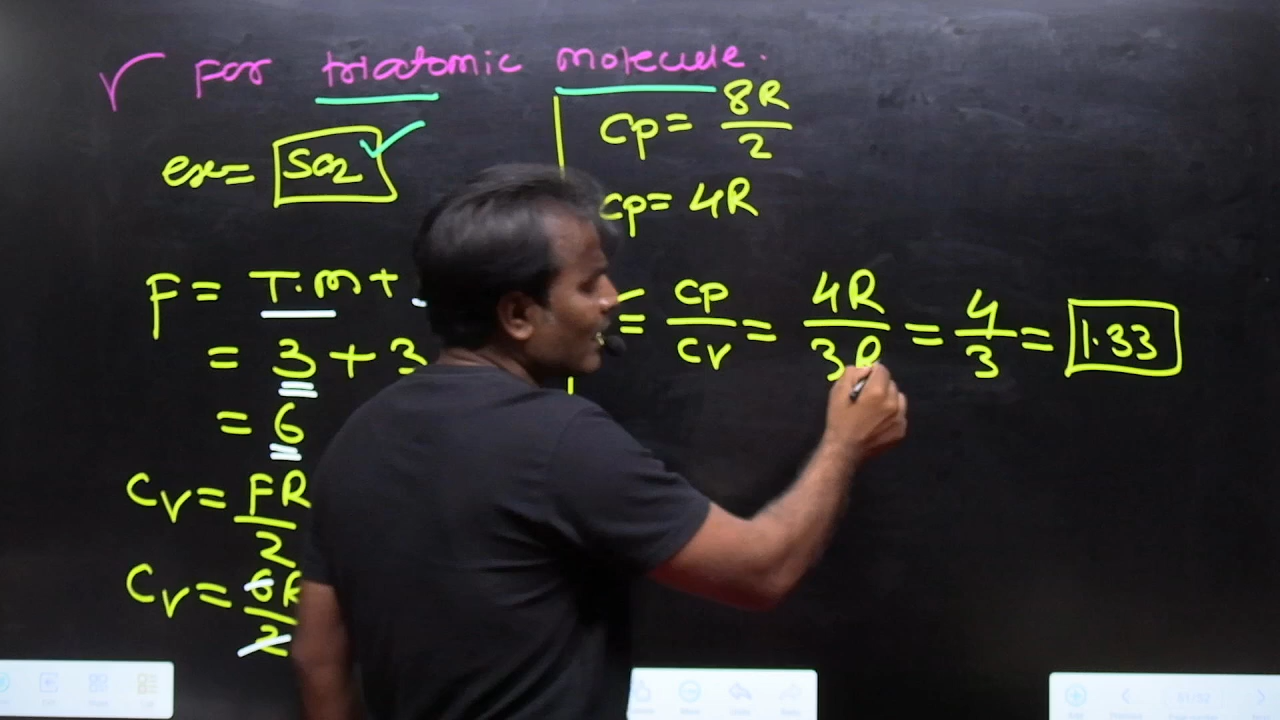 ✓ For triatomic molecule.
ex= SO2 ✓
F = T.m +
= 3 + 3
= 6
Cv = FR/2
Cv = 6R/2
Cp = 8R/2
Cp = 4R
= Cp/Cv = 4R/3R = 4/3 = 1.33